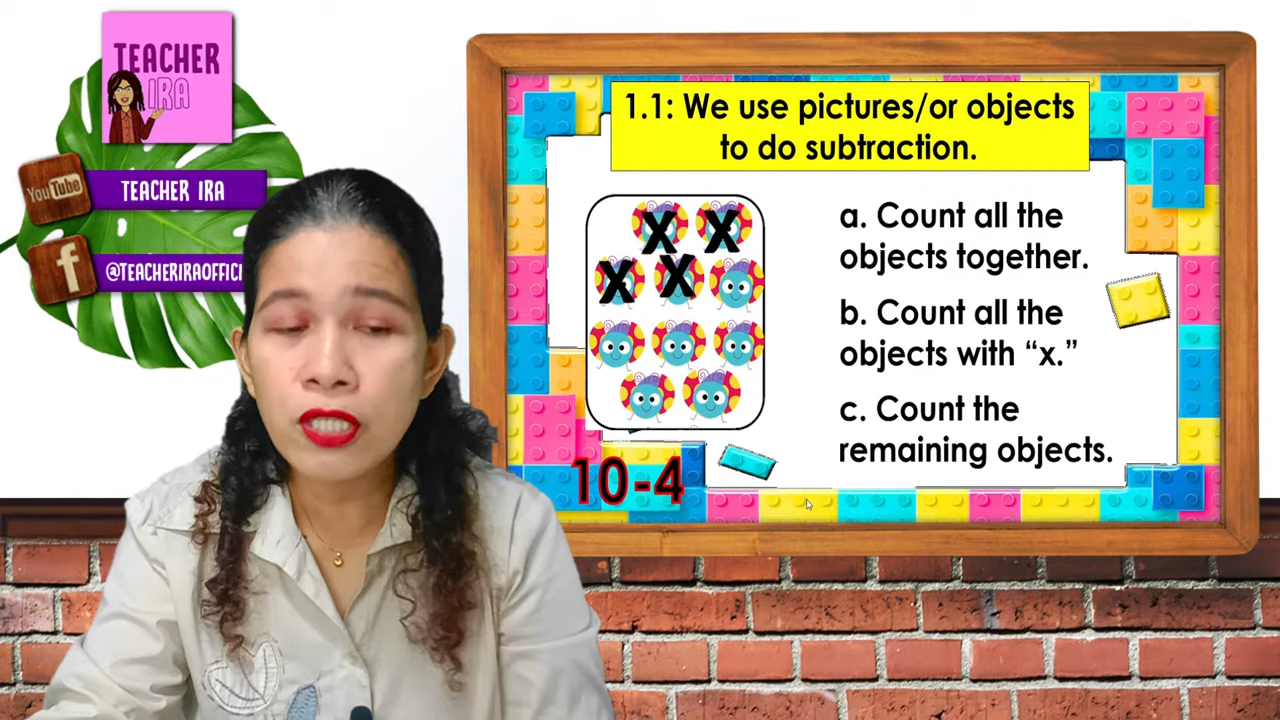 TEACHER
IRA
YouTube
TEACHER IRA
f
@TEACHERIRAOFFICI
1.1: We use pictures/or objects
to do subtraction.
X X
X X
a. Count all the
objects together.
b. Count all the
objects with “x.”
c. Count the
remaining objects.
10-4